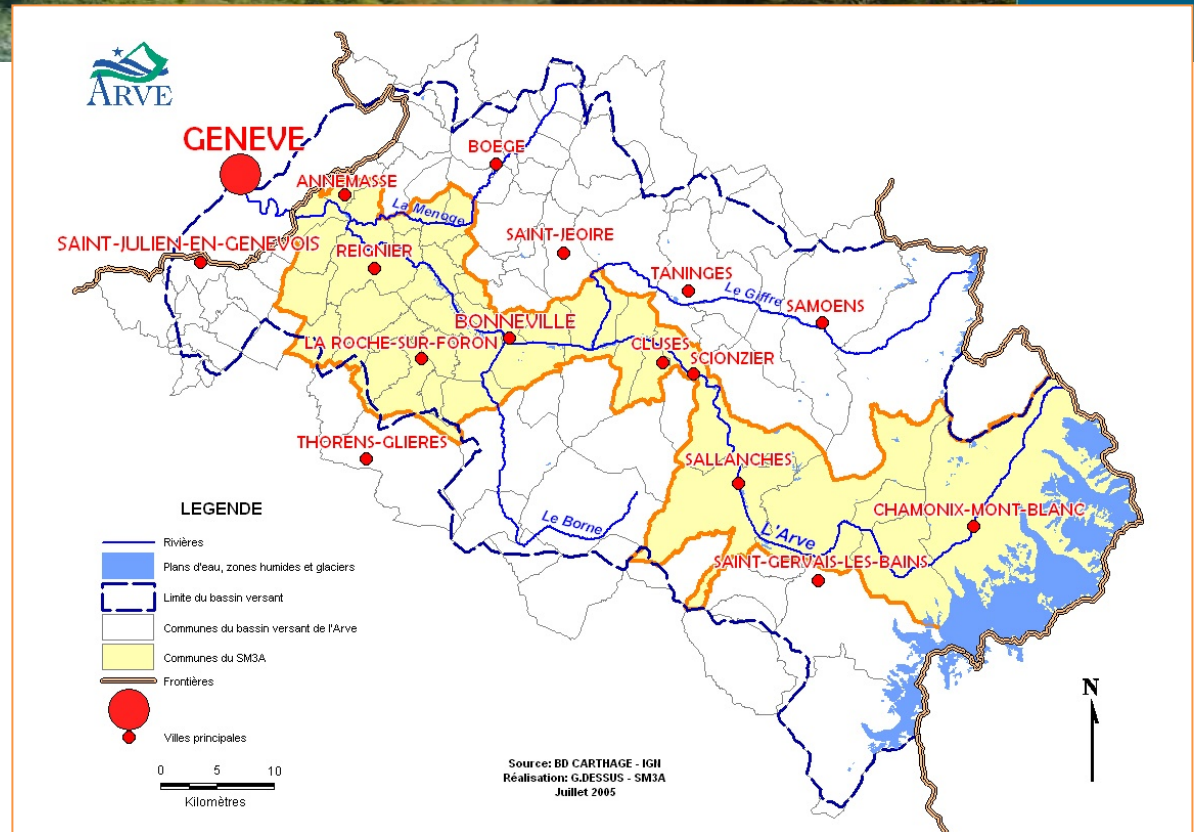 ARVE
GENEVE
BOEGE
ANNEMASSE
La Menoge
SAINT-JULIEN-EN-GENEVOIS
REIGNIER
SAINT-JEOIRE
TANINGES
Le Giffre
SAMOENS
BONNEVILLE
LA ROCHE-SUR-FORON
CLUSES
SCIONZIER
THORENS-GLIERES
SALLANCHES
CHAMONIX-MONT-BLANC
Le Borne
L'Arve
SAINT-GERVAIS-LES-BAINS
LEGENDE
Rivières
Plans d'eau, zones humides et glaciers
Limite du bassin versant
Communes du bassin versant de l'Arve
Communes du SM3A
Frontières
Villes principales
0 5 10
Kilomètres
Source: BD CARTHAGE - IGN
Réalisation: G.DESSUS - SM3A
Juillet 2005
N